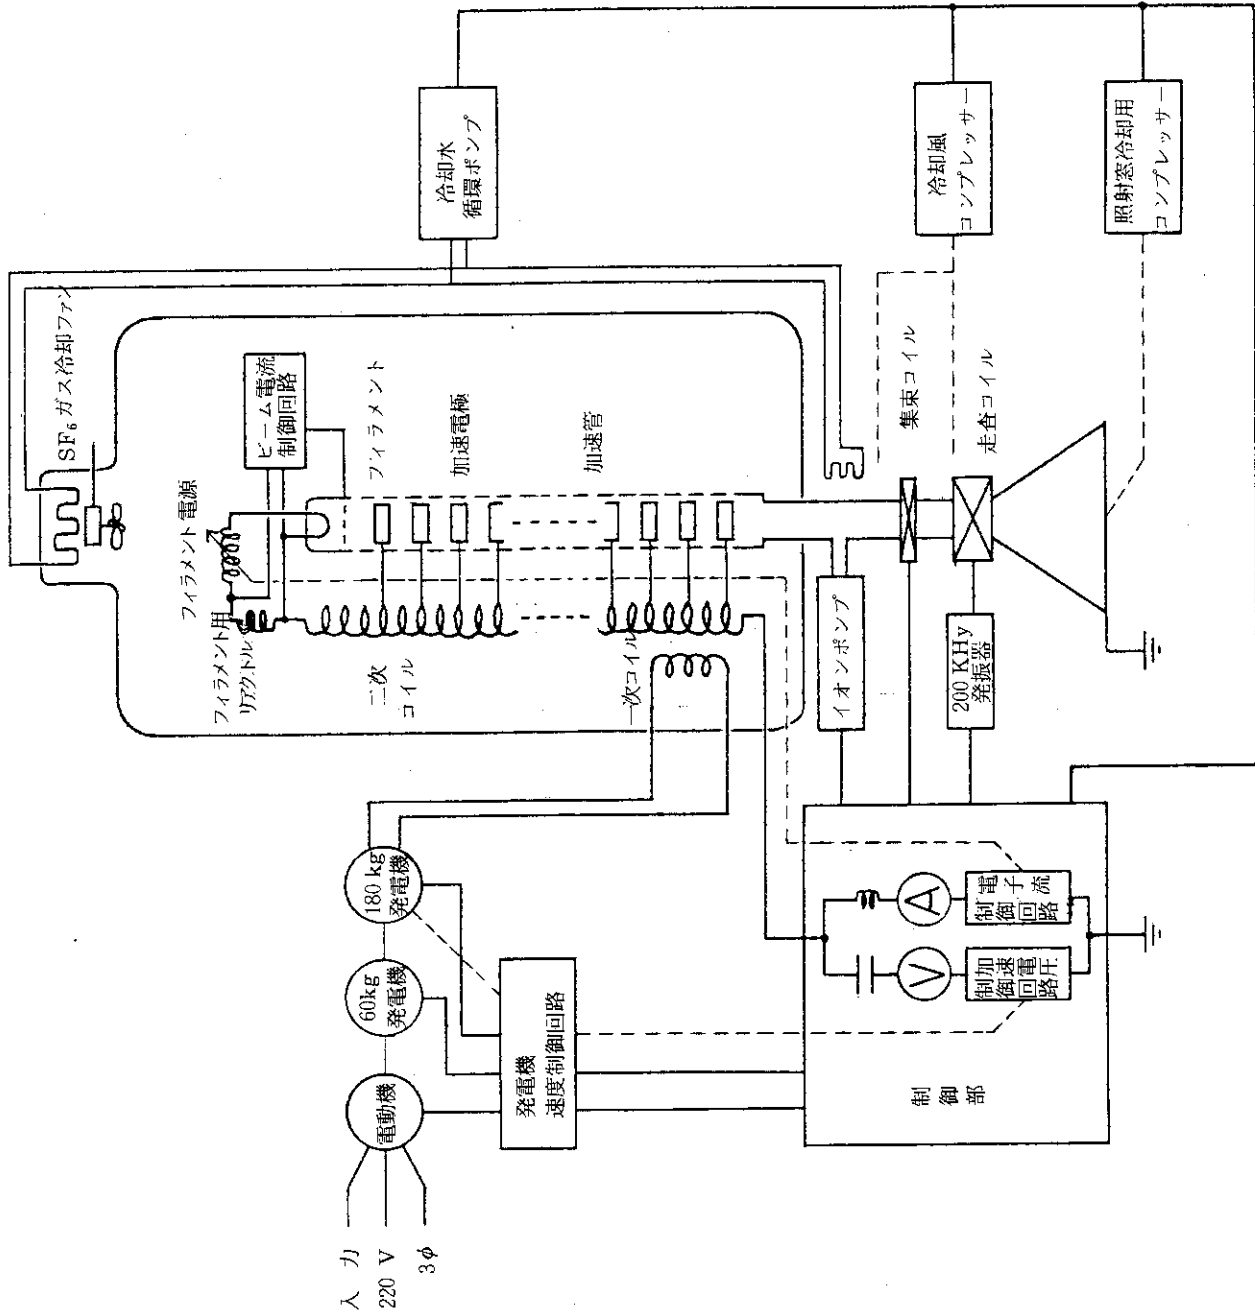 SF₆ ガス冷却ファン
ビーム電流
制御回路
フィラメント電源
フィラメント用
リアクトル
フィラメント
加速電極
加速管
二次
コイル
一次コイル
冷却水
循環ポンプ
冷却風
コンプレッサー
照射窓冷却用
コンプレッサー
集束コイル
走査コイル
イオンポンプ
200 KHy
発振器
入 力
220 V
3φ
電動機
60kg
発電機
180 kg
発電機
発電機
速度制御回路
制御部
V
A
加速電圧
制御回路
電子流
制御回路